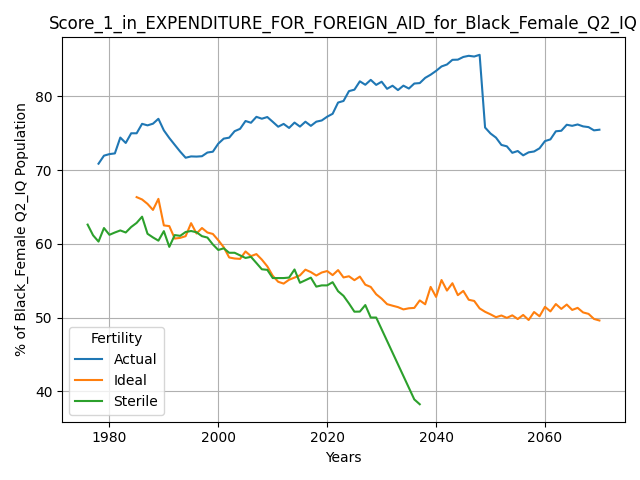 Score_1_in_EXPENDITURE_FOR_FOREIGN_AID_for_Black_Female_Q2_IQ
% of Black_Female Q2_IQ Population
80
70
60
50
40
Fertility
Actual
Ideal
Sterile
1980 2000 2020 2040 2060
Years